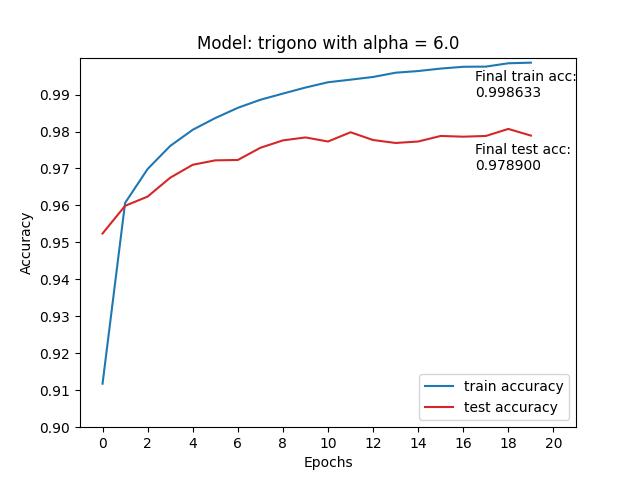 Model: trigono with alpha = 6.0
Final train acc:
0.998633
Final test acc:
0.978900
0.99
0.98
0.97
0.96
0.95
0.94
0.93
0.92
0.91
0.90
Accuracy
train accuracy
test accuracy
0 2 4 6 8 10 12 14 16 18 20
Epochs